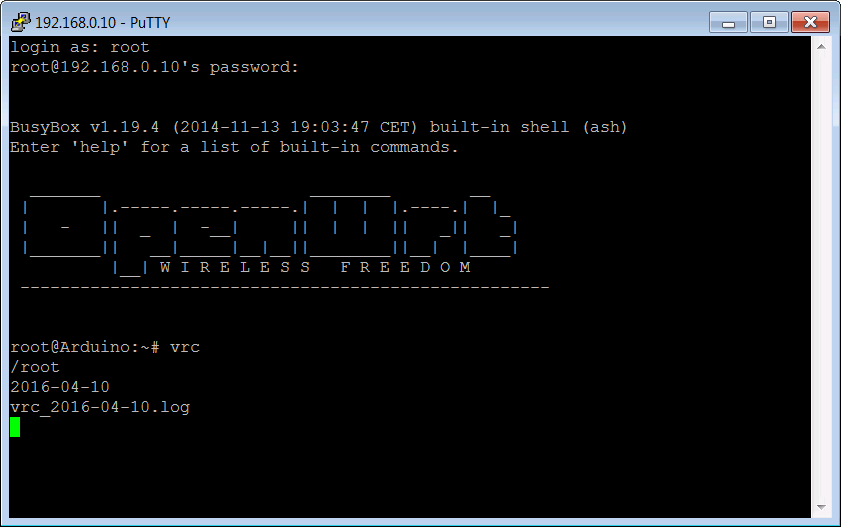 192.168.0.10 - PuTTY
login as: root
root@192.168.0.10's password:
BusyBox v1.19.4 (2014-11-13 19:03:47 CET) built-in shell (ash)
Enter 'help' for a list of built-in commands.
OpenWrt
W I R E L E S S   F R E E D O M
-----------------------------------------------------
root@Arduino:~# vrc
/root
2016-04-10
vrc_2016-04-10.log